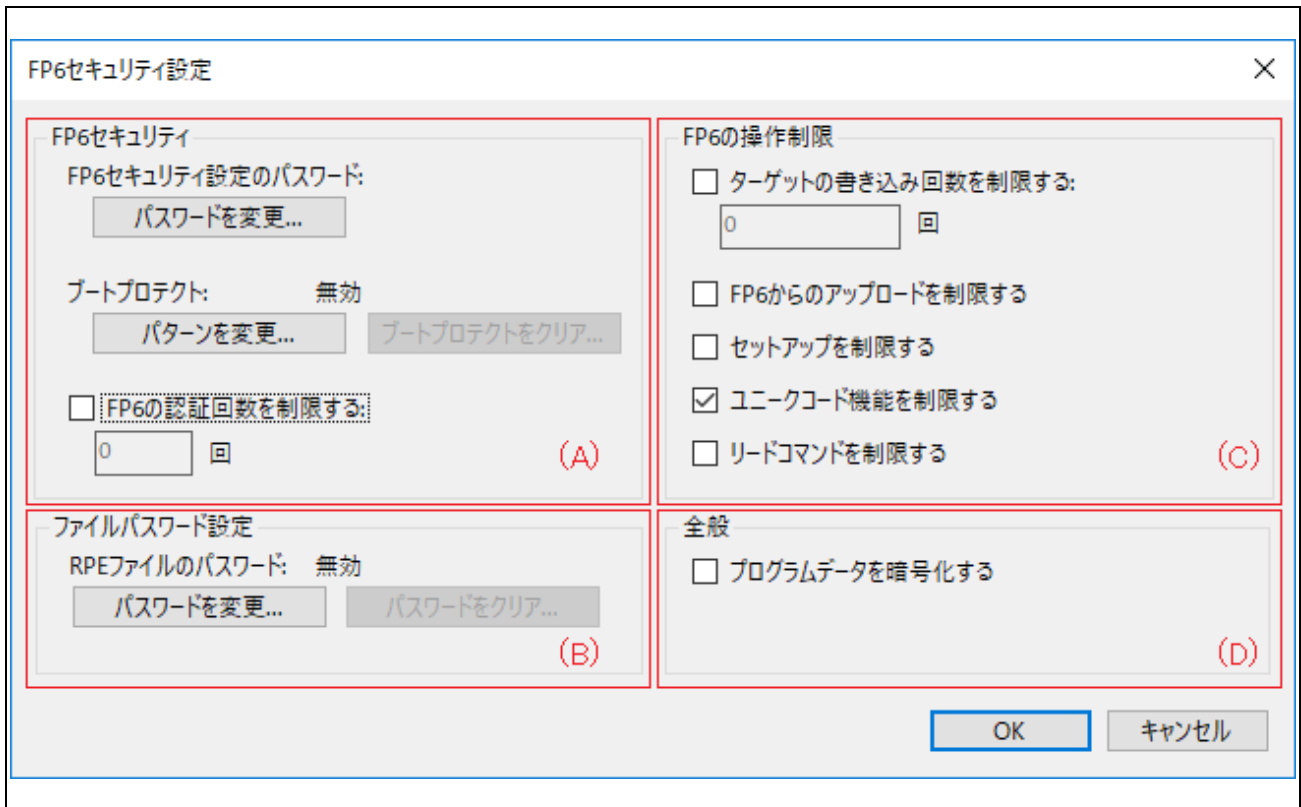 FP6セキュリティ設定
FP6セキュリティ
FP6セキュリティ設定のパスワード:
パスワードを変更...
ブートプロテクト: 無効
パターンを変更... ブートプロテクトをクリア...
FP6の認証回数を制限する:
0 回
(A)
ファイルパスワード設定
RPEファイルのパスワード: 無効
パスワードを変更... パスワードをクリア...
(B)
FP6の操作制限
ターゲットの書き込み回数を制限する:
0 回
FP6からのアップロードを制限する
セットアップを制限する
ユニークコード機能を制限する
リードコマンドを制限する
(C)
全般
プログラムデータを暗号化する
(D)
OK キャンセル